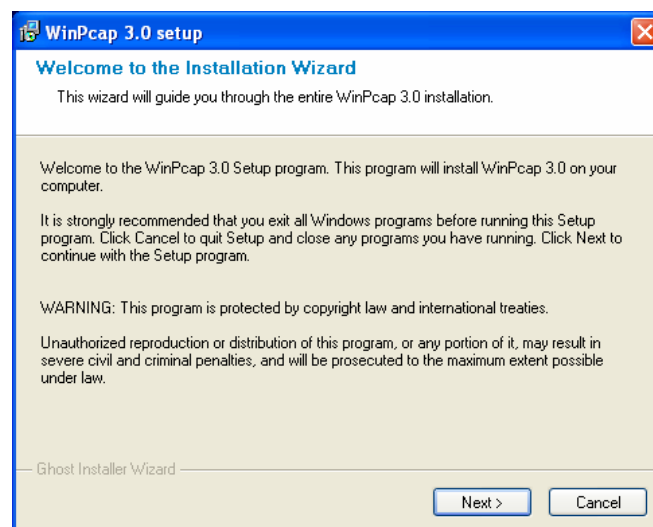 WinPcap 3.0 setup
Welcome to the Installation Wizard
This wizard will guide you through the entire WinPcap 3.0 installation.
Welcome to the WinPcap 3.0 Setup program. This program will install WinPcap 3.0 on your
computer.
It is strongly recommended that you exit all Windows programs before running this Setup
program. Click Cancel to quit Setup and close any programs you have running. Click Next to
continue with the Setup program.
WARNING: This program is protected by copyright law and international treaties.
Unauthorized reproduction or distribution of this program, or any portion of it, may result in
severe civil and criminal penalties, and will be prosecuted to the maximum extent possible
under law.
Ghost Installer Wizard
Next > Cancel